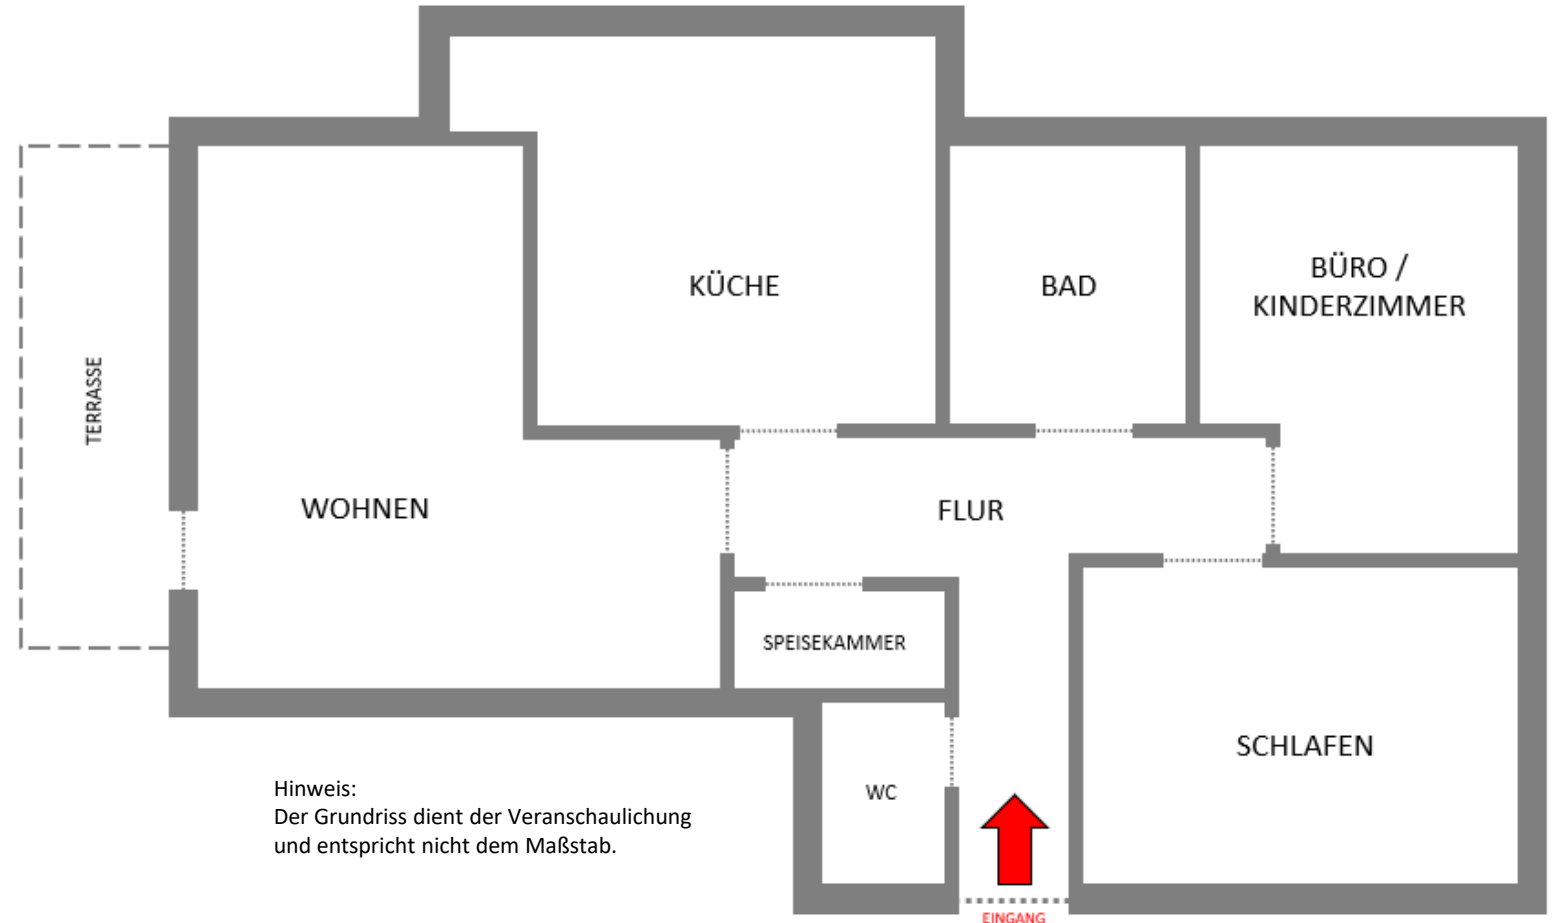 KÜCHE
BAD
BÜRO /
KINDERZIMMER
TERRASSE
WOHNEN
FLUR
SPEISEKAMMER
SCHLAFEN
WC
Hinweis:
Der Grundriss dient der Veranschaulichung
und entspricht nicht dem Maßstab.
EINGANG